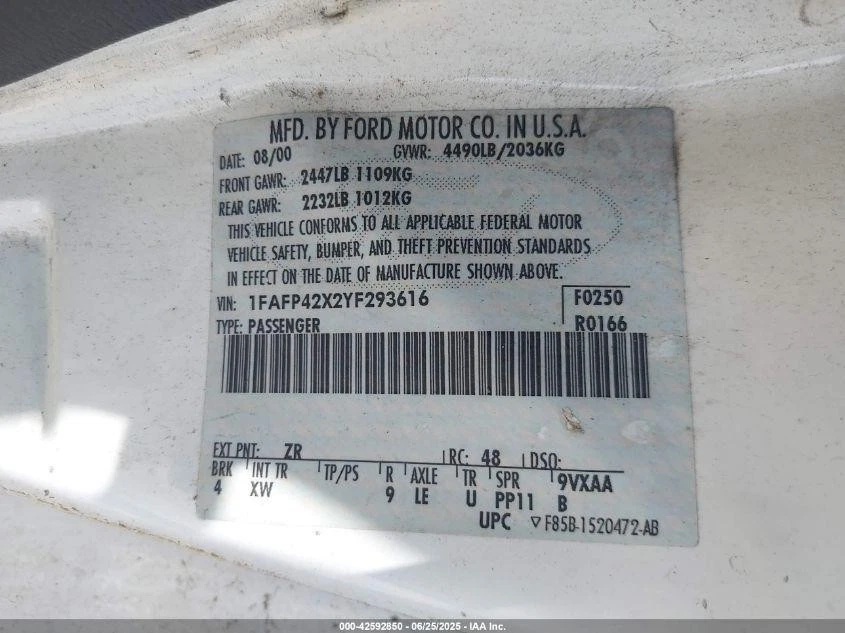 MFD. BY FORD MOTOR CO. IN U.S.A.
DATE: 08/00 GVWR: 4490LB/2036KG
FRONT GAWR: 2447LB 1109KG
REAR GAWR: 2232LB 1012KG
THIS VEHICLE CONFORMS TO ALL APPLICABLE FEDERAL MOTOR
VEHICLE SAFETY, BUMPER, AND THEFT PREVENTION STANDARDS
IN EFFECT ON THE DATE OF MANUFACTURE SHOWN ABOVE.
VIN: 1FAFP42X2YF293616 F0250
TYPE: PASSENGER R0166
EXT PNT: ZR RC: 48 DSO:
BRK INT TR TP/PS R AXLE TR SPR 9VXAA
4 XW 9 LE U PP11 B
UPC ▽F85B-1520472-AB
000-42592850 - 06/25/2025 - IAA Inc.